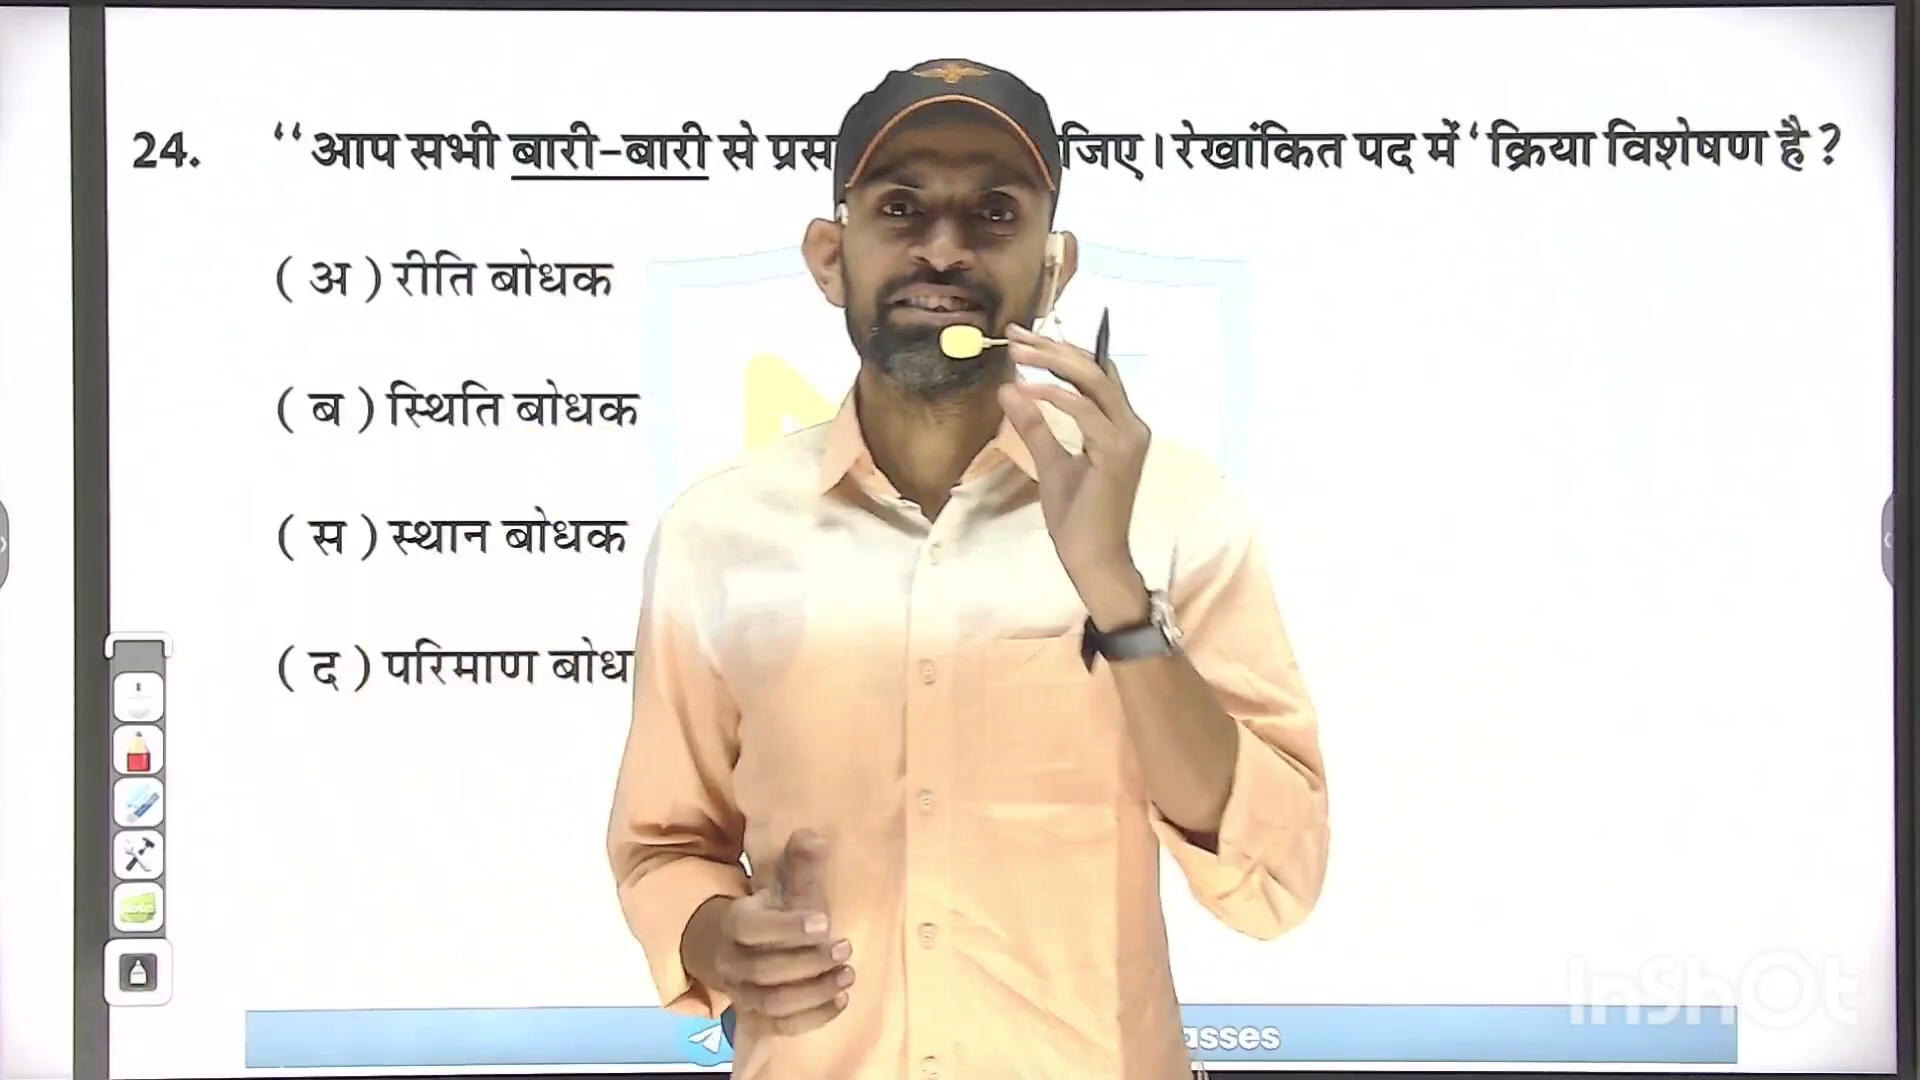 24. ‘‘आप सभी बारी-बारी से प्रस जिए। रेखांकित पद में ‘ क्रिया विशेषण है ?
( अ ) रीति बोधक
( ब ) स्थिति बोधक
( स ) स्थान बोधक
( द ) परिमाण बोध
asses
InShOt